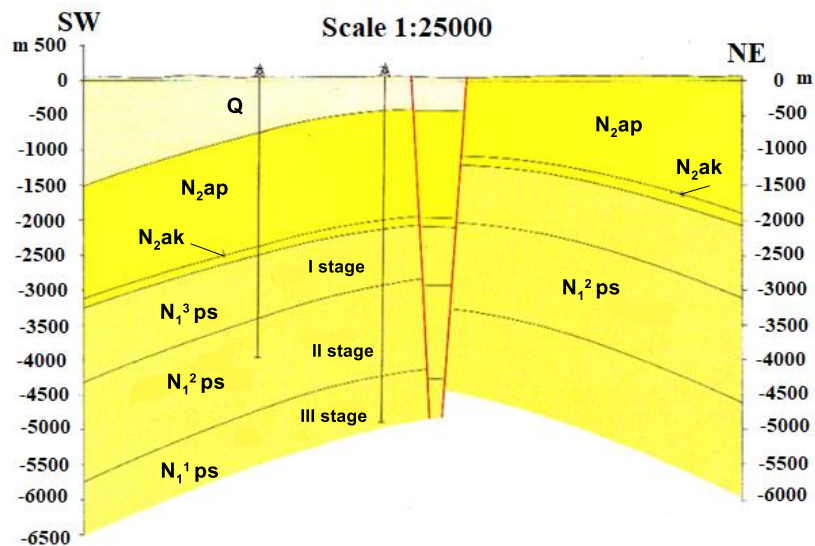 SW
Scale 1:25000
NE
m 500
0
-500
-1000
-1500
-2000
-2500
-3000
-3500
-4000
-4500
-5000
-5500
-6000
-6500
0 m
-500
-1000
-1500
-2000
-2500
-3000
-3500
-4000
-4500
-5000
-5500
-6000
Q
N₂ap
N₂ak
I stage
N₁³ ps
II stage
N₁² ps
III stage
N₁¹ ps
N₂ap
N₂ak
N₁² ps